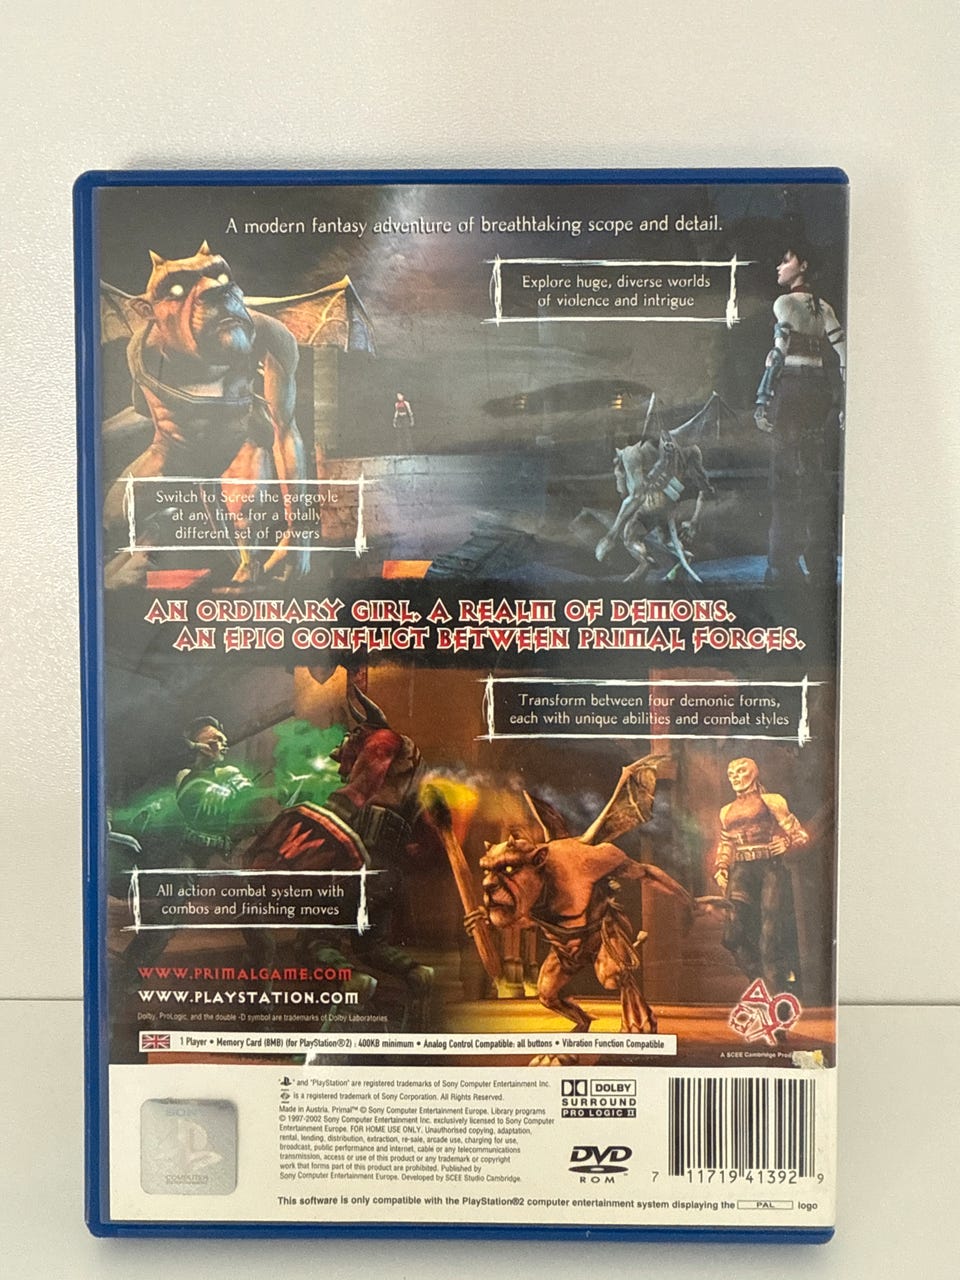 A modern fantasy adventure of breathtaking scope and detail.
Explore huge, diverse worlds
of violence and intrigue
Switch to Scree the gargoyle
at any time for a totally
different set of powers
AN ORDINARY GIRL. A REALM OF DEMONS.
AN EPIC CONFLICT BETWEEN PRIMAL FORCES.
Transform between four demonic forms,
each with unique abilities and combat styles
All action combat system with
combos and finishing moves
WWW.PRIMALGAME.COM
WWW.PLAYSTATION.COM
Dolby, ProLogic, and the double -D symbol are trademarks of Dolby Laboratories
1 Player • Memory Card (8MB) (for PlayStation®2) : 400KB minimum • Analog Control Compatible: all buttons • Vibration Function Compatible
A SCEE Cambridge
"PS" and "PlayStation" are registered trademarks of Sony Computer Entertainment Inc.
is a registered trademark of Sony Corporation. All Rights Reserved.
Made in Austria. Primal™ © Sony Computer Entertainment Europe. Library programs
© 1997-2002 Sony Computer Entertainment Inc. exclusively licensed to Sony Computer
Entertainment Europe. FOR HOME USE ONLY. Unauthorised copying, adaptation,
rental, lending, distribution, extraction, re-sale, arcade use, charging for use,
broadcast, public performance and internet, cable or any telecommunications
transmission, access or use of this product or any trademark or copyright
work that forms part of this product are prohibited. Published by
Sony Computer Entertainment Europe. Developed by SCEE Studio Cambridge.
SONY
COMPUTER
ENTERTAINMENT
DOLBY
SURROUND
PRO LOGIC II
DVD
ROM
7 11719 41392 9
This software is only compatible with the PlayStation®2 computer entertainment system displaying the PAL logo